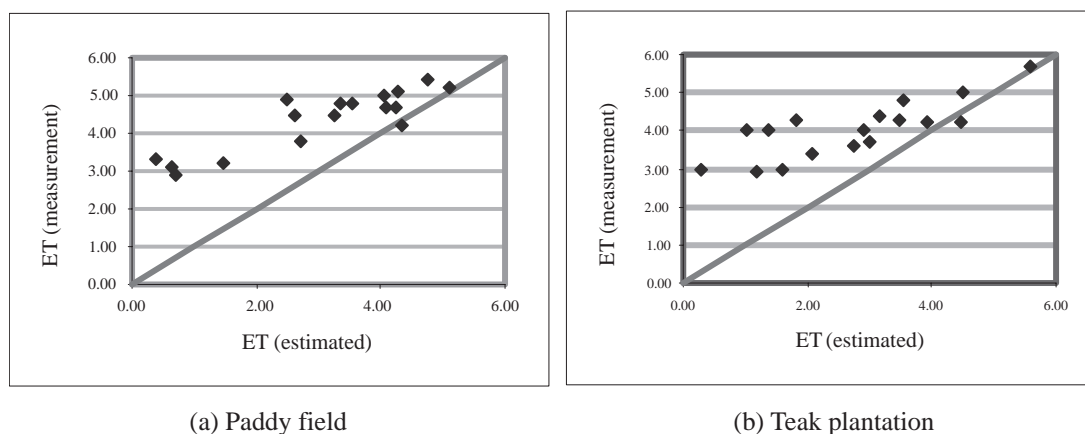 6.00
5.00
4.00
3.00
2.00
1.00
0.00
0.00 2.00 4.00 6.00
ET (measurement)
ET (estimated)
(a) Paddy field
6.00
5.00
4.00
3.00
2.00
1.00
0.00
0.00 2.00 4.00 6.00
ET (measurement)
ET (estimated)
(b) Teak plantation